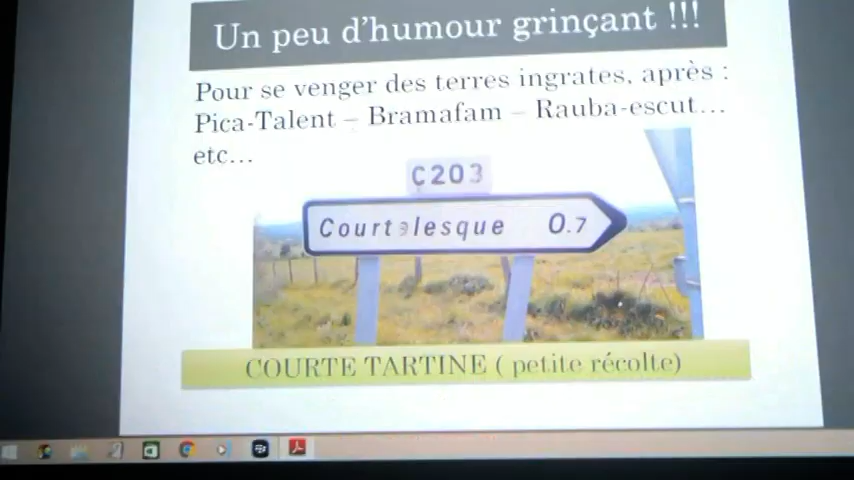 Un peu d'humour grinçant !!!
Pour se venger des terres ingrates, après :
Pica-Talent – Bramafam – Rauba-escut...
etc...
C203
Courtalesque 0.7
COURTE TARTINE ( petite récolte)